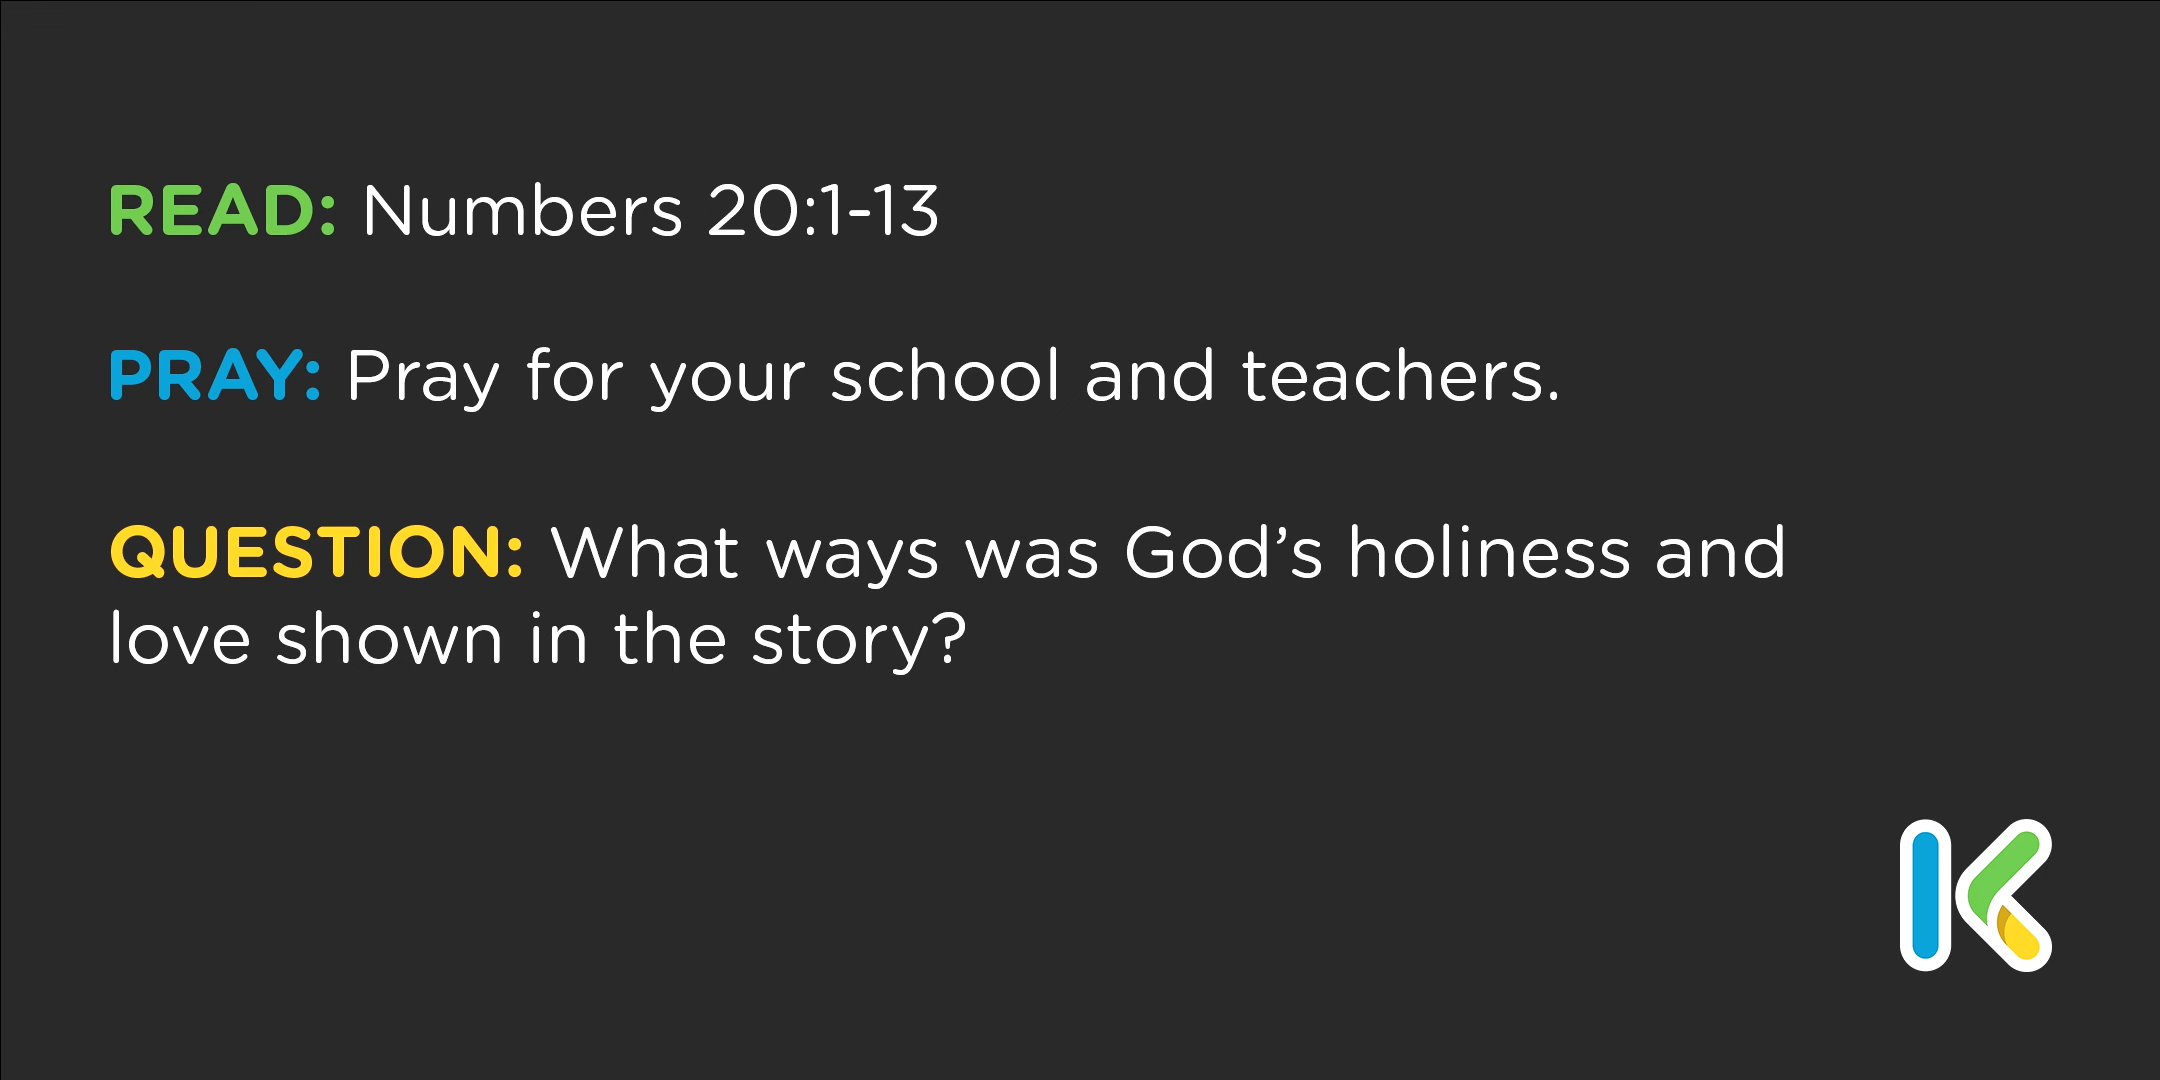 READ: Numbers 20:1-13
PRAY: Pray for your school and teachers.
QUESTION: What ways was God’s holiness and
love shown in the story?
K